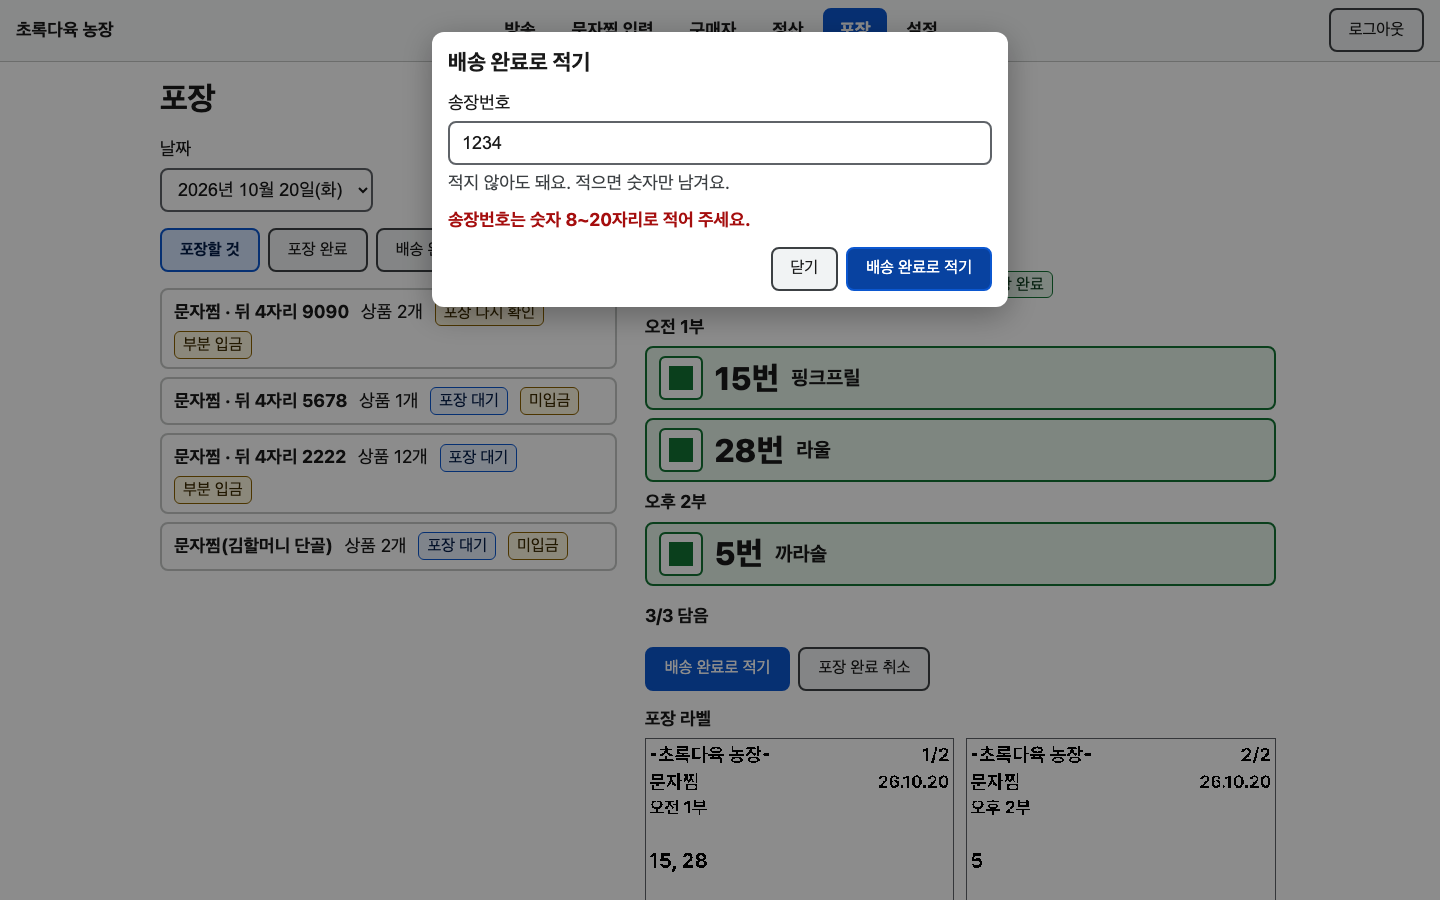 초록다육 농장
방송 문자찜 입력 구매자 정산 포장 설정
로그아웃
배송 완료로 적기
송장번호
1234
적지 않아도 돼요. 적으면 숫자만 남겨요.
송장번호는 숫자 8~20자리로 적어 주세요.
닫기 배송 완료로 적기
포장
날짜
2026년 10월 20일(화)
포장할 것 포장 완료 배송
문자찜 · 뒤 4자리 9090 상품 2개 포장 다시 확인
부분 입금
문자찜 · 뒤 4자리 5678 상품 1개 포장 대기 미입금
문자찜 · 뒤 4자리 2222 상품 12개 포장 대기
부분 입금
문자찜(김할머니 단골) 상품 2개 포장 대기 미입금
완료
오전 1부
15번 핑크프릴
28번 라울
오후 2부
5번 까라솔
3/3 담음
배송 완료로 적기 포장 완료 취소
포장 라벨
-초록다육 농장- 1/2
문자찜 26.10.20
오전 1부
15, 28
-초록다육 농장- 2/2
문자찜 26.10.20
오후 2부
5